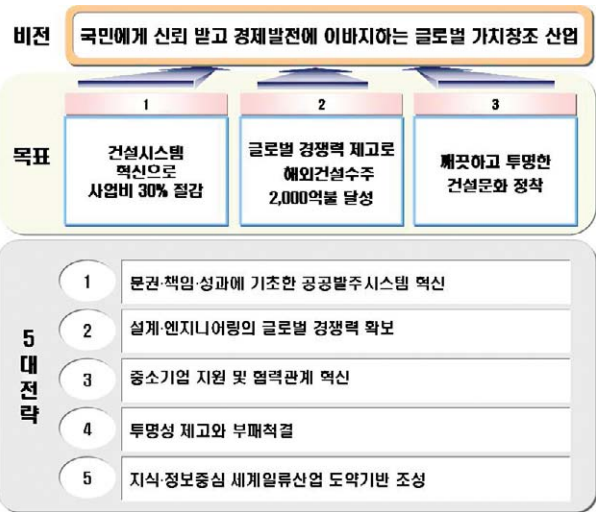 비전
국민에게 신뢰 받고 경제발전에 이바지하는 글로벌 가치창조 산업
목표
1
건설시스템
혁신으로
사업비 30% 절감
2
글로벌 경쟁력 제고로
해외건설수주
2,000억불 달성
3
깨끗하고 투명한
건설문화 정착
5대전략
1
분권·책임·성과에 기초한 공공발주시스템 혁신
2
설계·엔지니어링의 글로벌 경쟁력 확보
3
중소기업 지원 및 협력관계 혁신
4
투명성 제고와 부패척결
5
지식·정보중심 세계일류산업 도약기반 조성